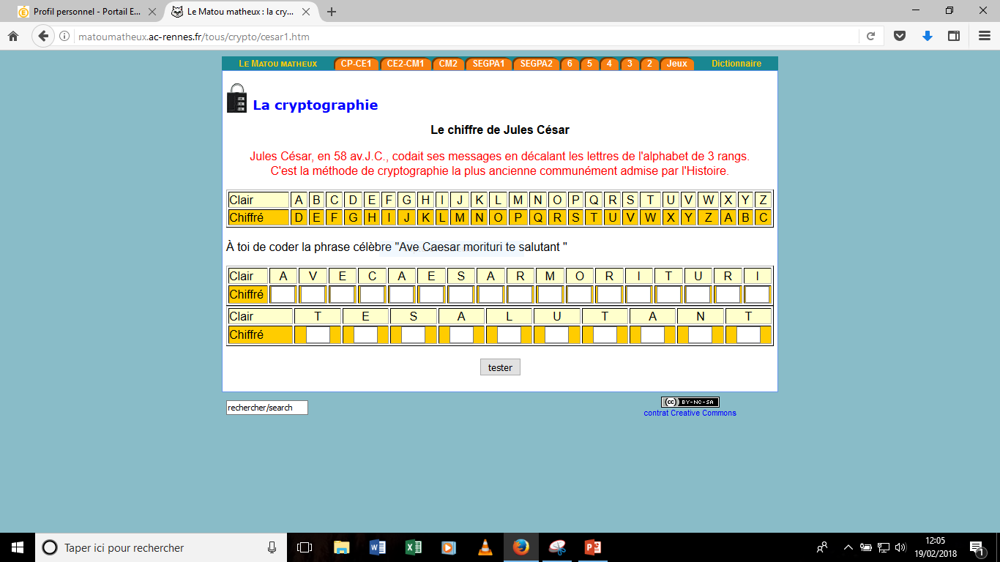 Profil personnel - Portail E...
Le Matou matheux : la cry...
matoumatheux.ac-rennes.fr/tous/crypto/cesar1.htm
LE MATOU MATHEUX CP-CE1 CE2-CM1 CM2 SEGPA1 SEGPA2 6 5 4 3 2 Jeux Dictionnaire
La cryptographie
Le chiffre de Jules César
Jules César, en 58 av.J.C., codait ses messages en décalant les lettres de l'alphabet de 3 rangs.
C'est la méthode de cryptographie la plus ancienne communément admise par l'Histoire.
Clair A B C D E F G H I J K L M N O P Q R S T U V W X Y Z
Chiffré D E F G H I J K L M N O P Q R S T U V W X Y Z A B C
À toi de coder la phrase célèbre "Ave Caesar morituri te salutant "
Clair A V E C A E S A R M O R I T U R I
Chiffré
Clair T E S A L U T A N T
Chiffré
tester
rechercher/search
cc BY-NC-SA
contrat Creative Commons
Taper ici pour rechercher
12:05
19/02/2018
1